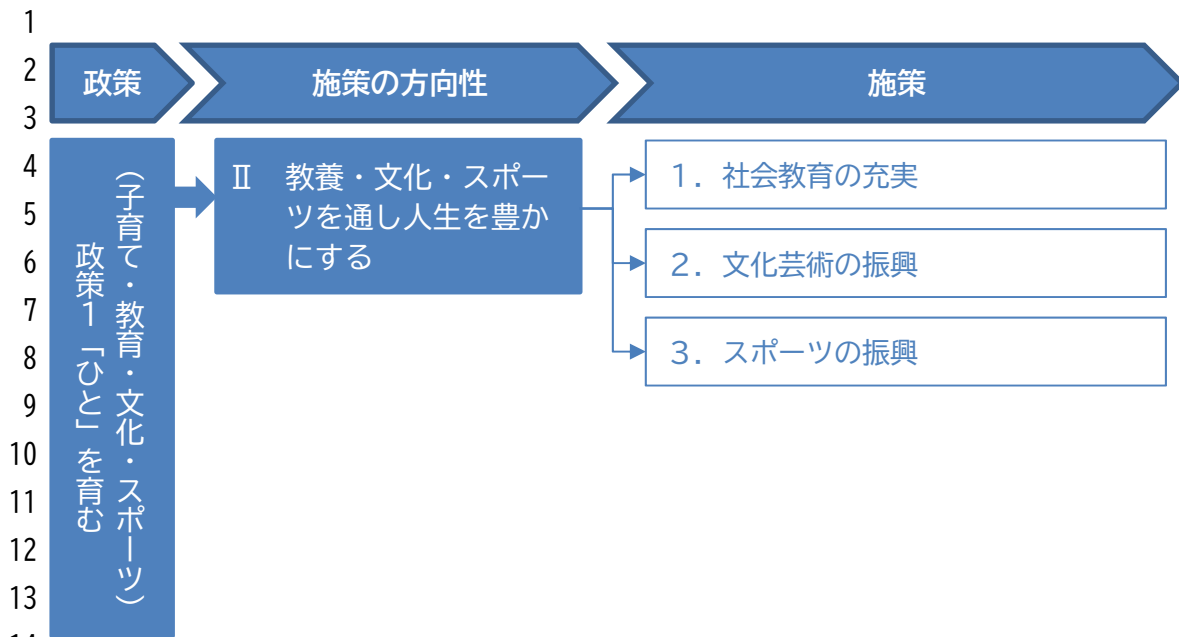 1
2
3
4
5
6
7
8
9
10
11
12
13
政策
施策の方向性
施策
政策1「ひと」を育む
（子育て・教育・文化・スポーツ）
Ⅱ 教養・文化・スポー
ツを通し人生を豊か
にする
1．社会教育の充実
2．文化芸術の振興
3．スポーツの振興